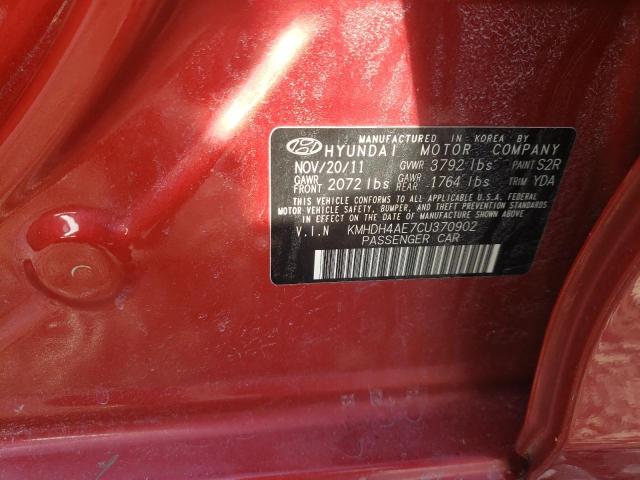 MANUFACTURED IN KOREA BY
HYUNDAI MOTOR COMPANY
NOV/20/11 GVWR 3792 lbs PAINT S2R
GAWR FRONT 2072 lbs GAWR REAR 1764 lbs TRIM YDA
THIS VEHICLE CONFORMS TO ALL APPLICABLE U.S.A. FEDERAL
MOTOR VEHICLE SAFETY, BUMPER, AND THEFT PREVENTION STANDARDS
IN EFFECT ON THE DATE OF MANUFACTURE SHOWN ABOVE.
V.I.N KMHDH4AE7CU370902
PASSENGER CAR